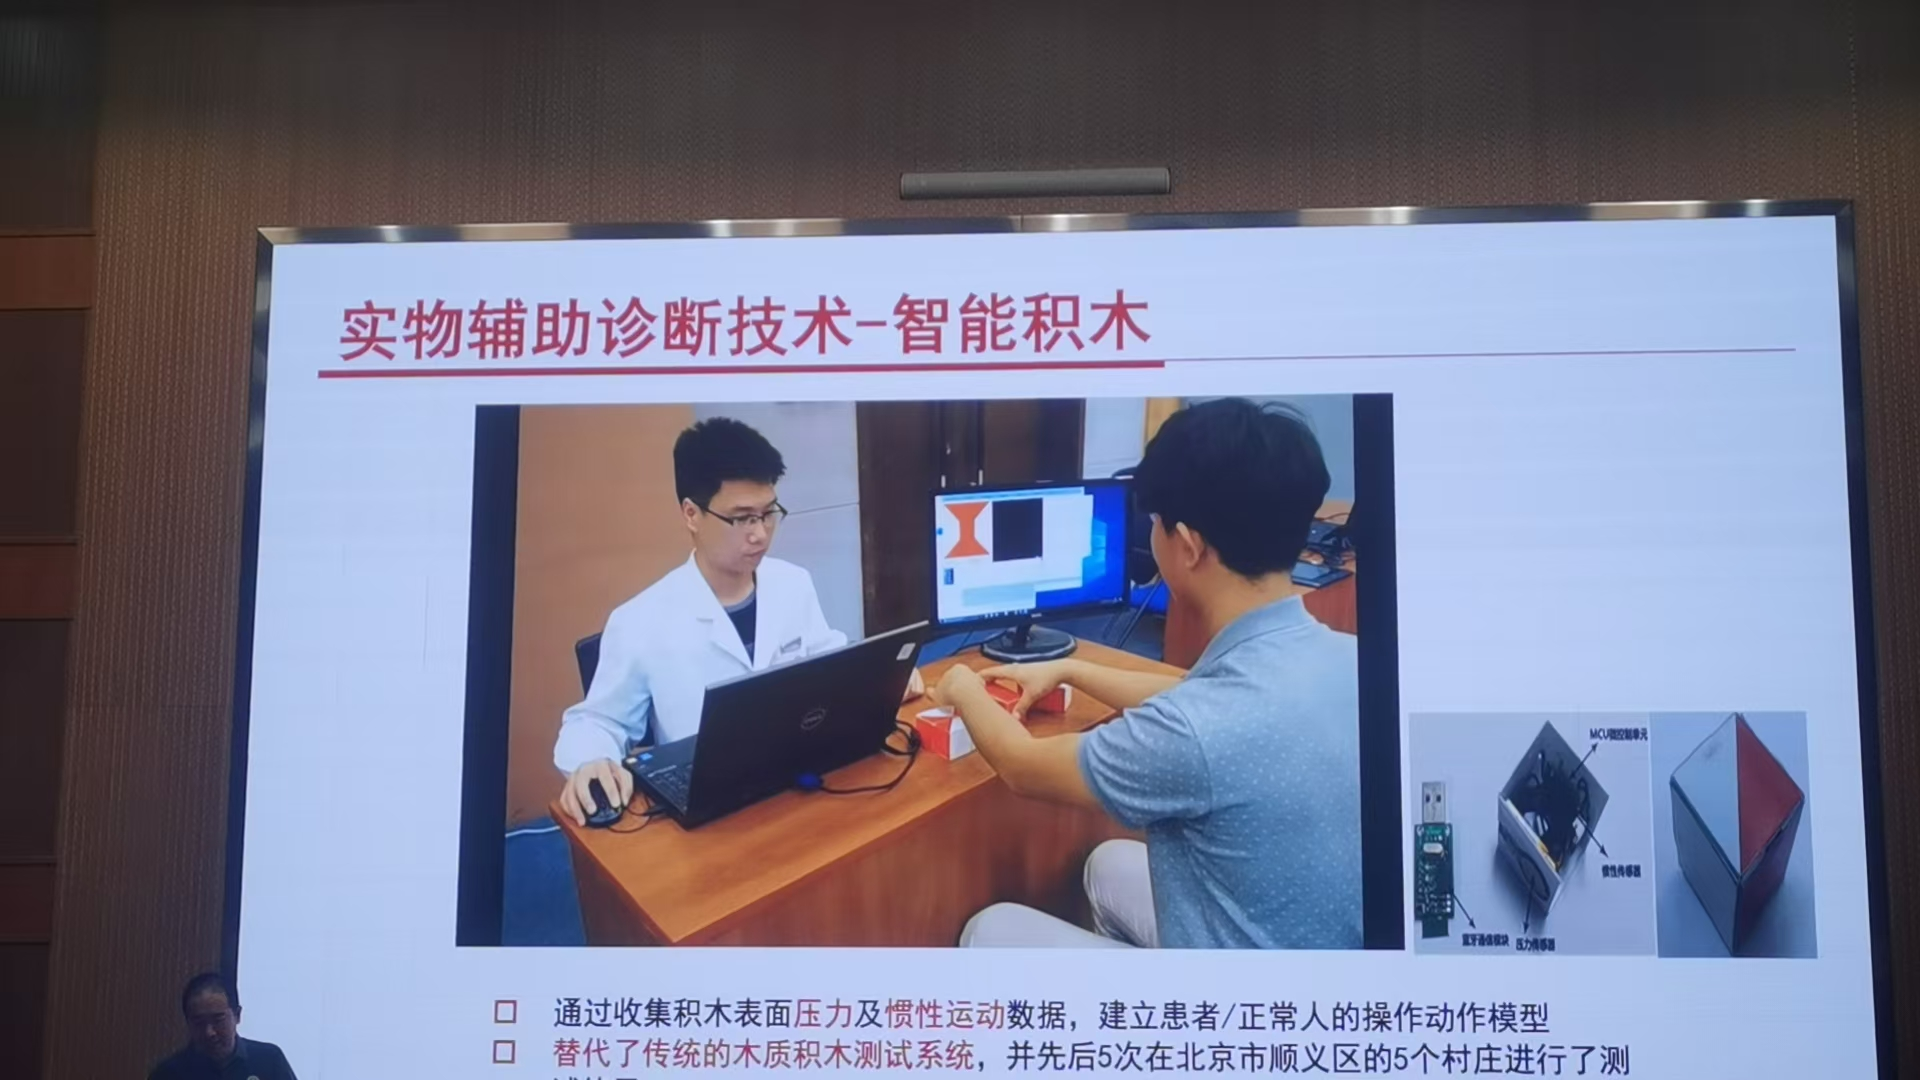 实物辅助诊断技术-智能积木
MCU微控制单元
惯性传感器
蓝牙通信模块
压力传感器
DELL
□ 通过收集积木表面压力及惯性运动数据，建立患者/正常人的操作动作模型
□ 替代了传统的木质积木测试系统，并先后5次在北京市顺义区的5个村庄进行了测